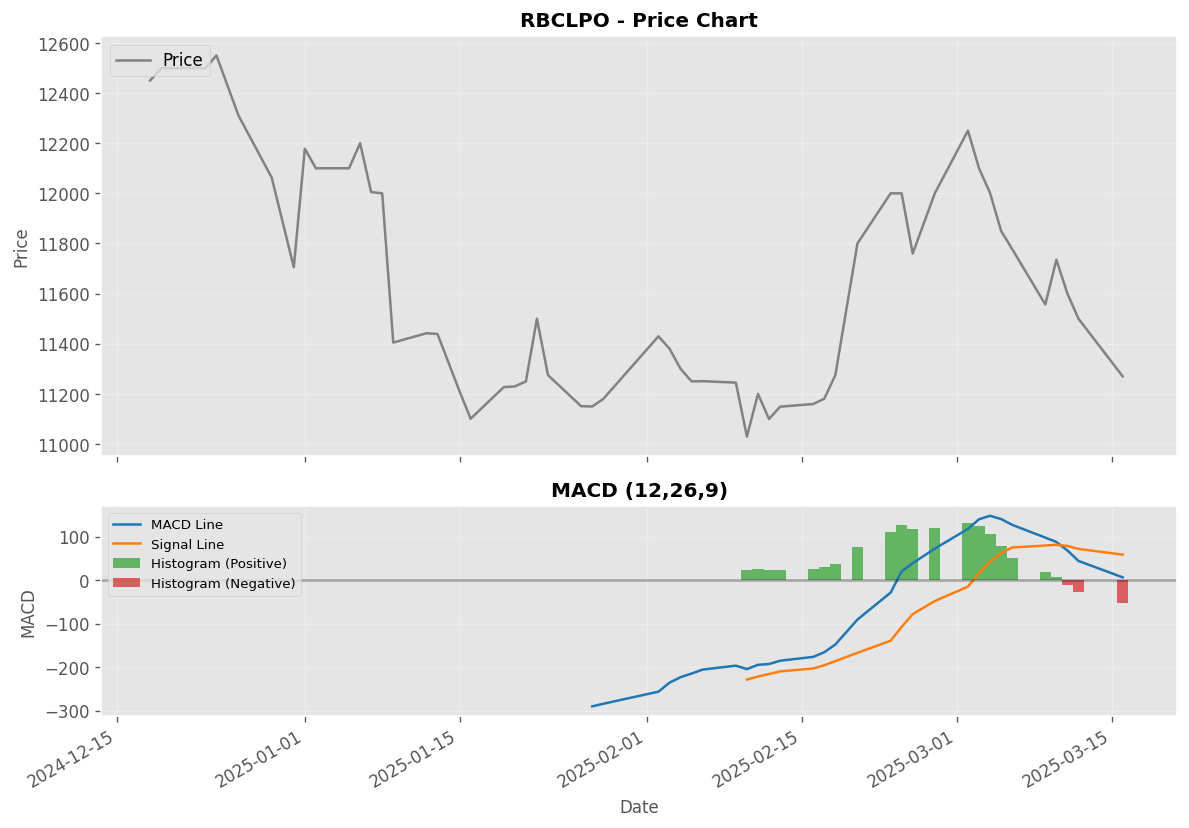 RBCLPO - Price Chart
12600
12400
12200
12000
11800
11600
11400
11200
11000
Price
Price
MACD (12,26,9)
MACD Line
Signal Line
Histogram (Positive)
Histogram (Negative)
100
0
−100
−200
−300
MACD
2024-12-15
2025-01-01
2025-01-15
2025-02-01
2025-02-15
2025-03-01
2025-03-15
Date